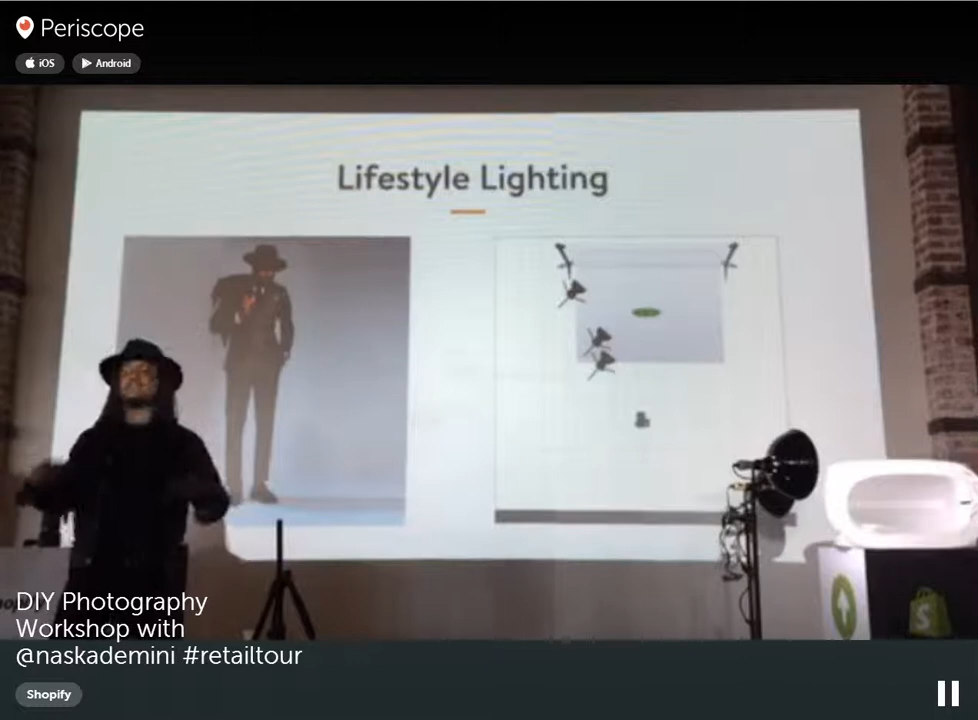 Periscope
iOS
Android
Lifestyle Lighting
DIY Photography
Workshop with
@naskademini #retailtour
Shopify